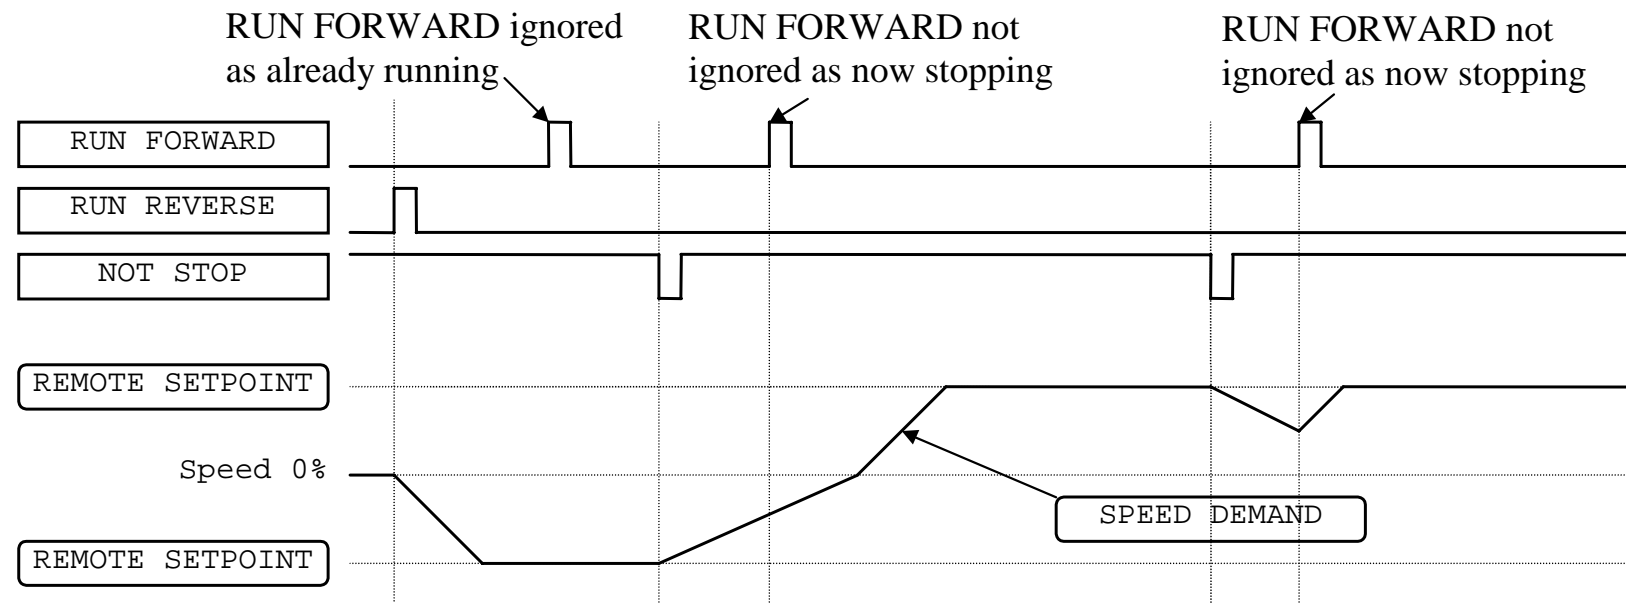 RUN FORWARD ignored
as already running
RUN FORWARD not
ignored as now stopping
RUN FORWARD not
ignored as now stopping
RUN FORWARD
RUN REVERSE
NOT STOP
REMOTE SETPOINT
Speed 0%
SPEED DEMAND
REMOTE SETPOINT